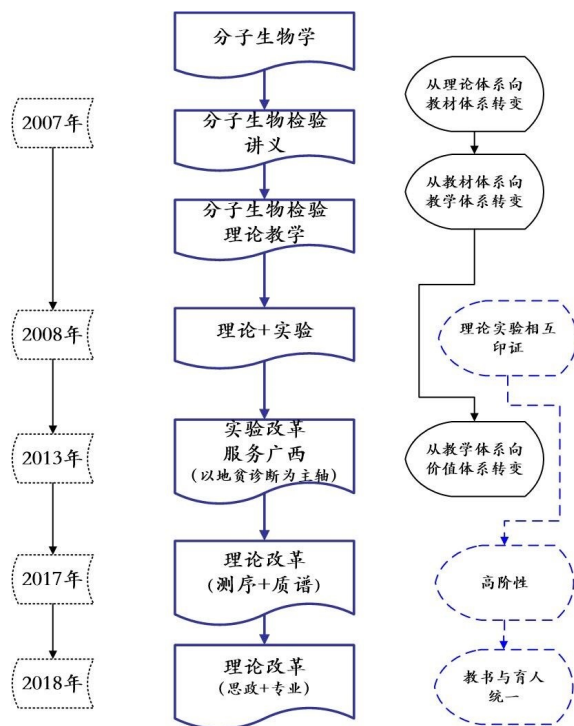 分子生物学
2007年
分子生物检验
讲义
从理论体系向
教材体系转变
从教材体系向
教学体系转变
分子生物检验
理论教学
2008年
理论+实验
理论实验相互
印证
2013年
实验改革
服务广西
(以地贫诊断为主轴)
从教学体系向
价值体系转变
2017年
理论改革
(测序+质谱)
高阶性
2018年
理论改革
(思政+专业)
教书与育人
统一